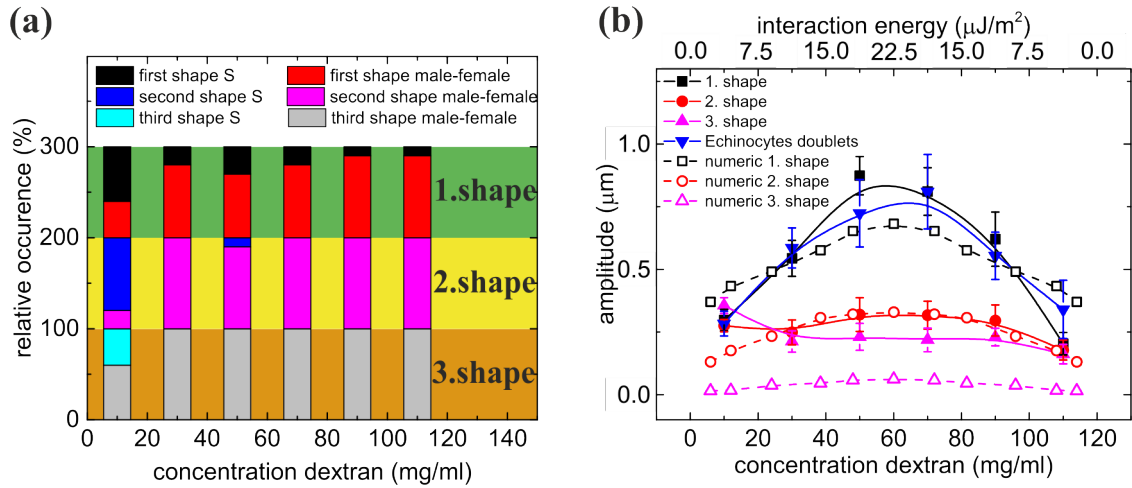 (a)
first shape S
first shape male-female
second shape S
second shape male-female
third shape S
third shape male-female
300
200
100
0
relative occurence (%)
1.shape
2.shape
3.shape
0 20 40 60 80 100 120 140
concentration dextran (mg/ml)
(b)
interaction energy (μJ/m²)
0.0 7.5 15.0 22.5 15.0 7.5 0.0
1. shape
2. shape
3. shape
Echinocytes doublets
numeric 1. shape
numeric 2. shape
numeric 3. shape
1.0
0.5
0.0
amplitude (μm)
0 20 40 60 80 100 120
concentration dextran (mg/ml)